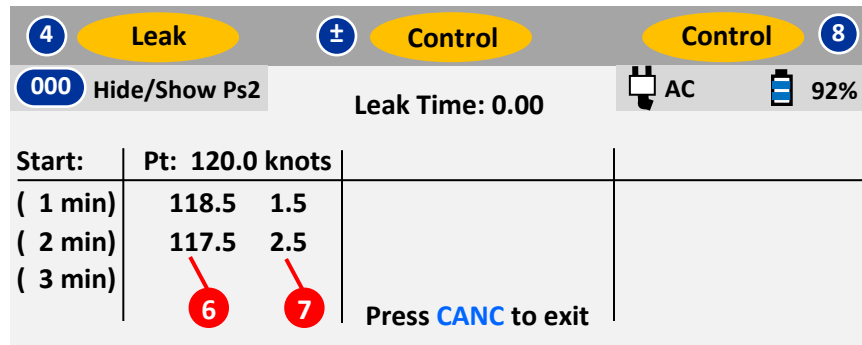 4 Leak ± Control Control 8
000 Hide/Show Ps2 Leak Time: 0.00 AC 92%
Start: Pt: 120.0 knots
( 1 min) 118.5 1.5
( 2 min) 117.5 2.5
( 3 min)
6 7
Press CANC to exit